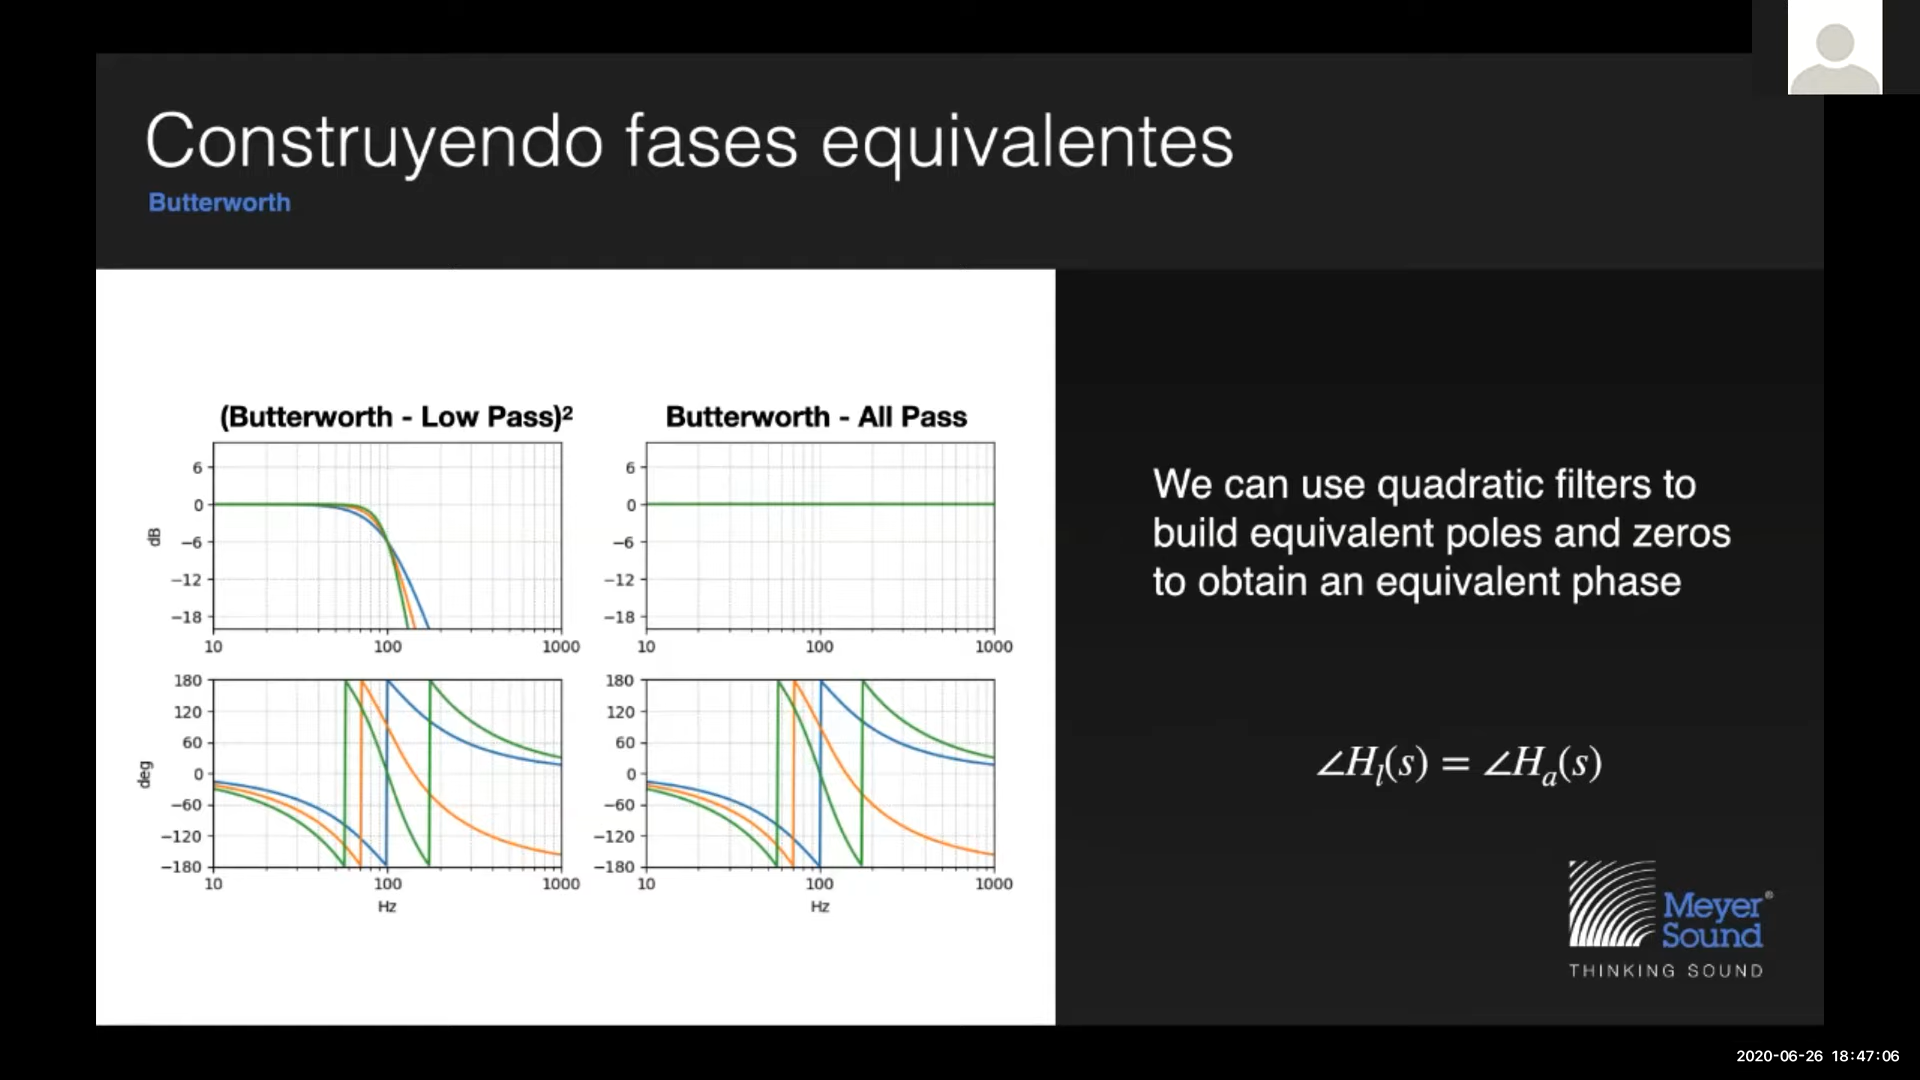 Construyendo fases equivalentes
Butterworth
(Butterworth - Low Pass)²
Butterworth - All Pass
dB
6
0
−6
−12
−18
10
100
1000
6
0
−6
−12
−18
10
100
1000
deg
180
120
60
0
−60
−120
−180
10
100
1000
Hz
180
120
60
0
−60
−120
−180
10
100
1000
Hz
We can use quadratic filters to
build equivalent poles and zeros
to obtain an equivalent phase
∠Hₗ(s) = ∠Hₐ(s)
Meyer®
Sound
THINKING SOUND
2020-06-26 18:47:06